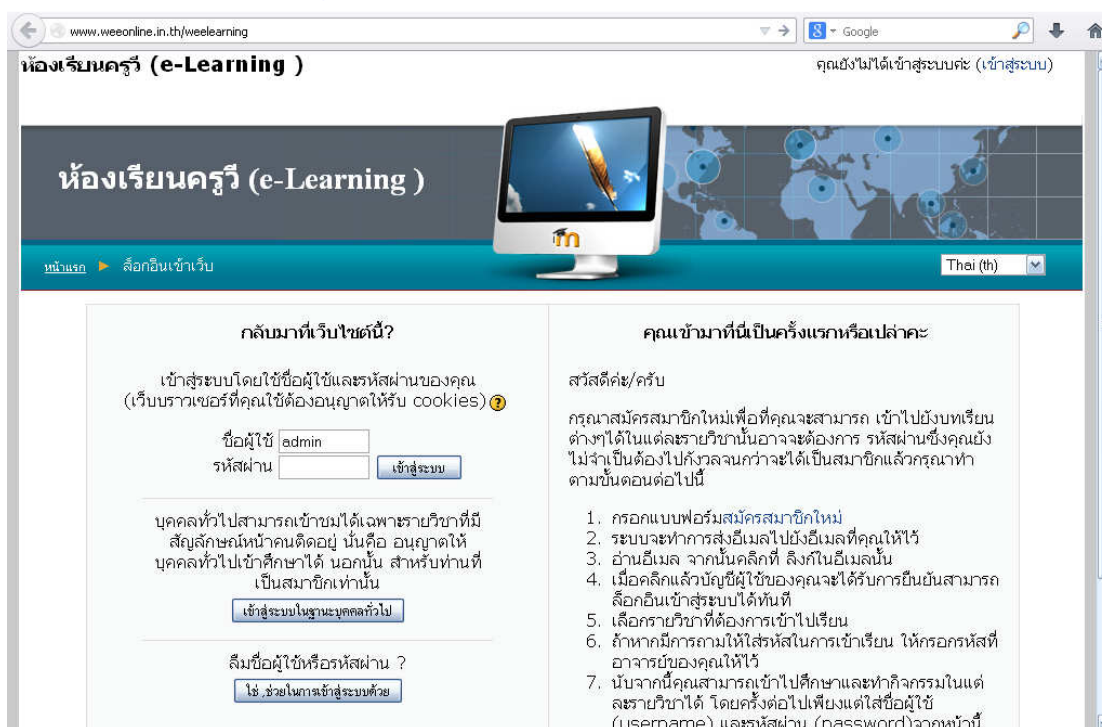 www.weeonline.in.th/weelearning
Google
ห้องเรียนครูวี (e-Learning )
คุณยังไม่ได้เข้าสู่ระบบค่ะ (เข้าสู่ระบบ)
ห้องเรียนครูวี (e-Learning )
หน้าแรก ► ล็อกอินเข้าเว็บ
Thai (th)
กลับมาที่เว็บไซต์นี้?
เข้าสู่ระบบโดยใช้ชื่อผู้ใช้และรหัสผ่านของคุณ
(เว็บบราวเซอร์ที่คุณใช้ต้องอนุญาตให้รับ cookies)
ชื่อผู้ใช้ admin
รหัสผ่าน เข้าสู่ระบบ
บุคคลทั่วไปสามารถเข้าชมได้เฉพาะรายวิชาที่มี
สัญลักษณ์หน้าคนติดอยู่ นั่นคือ อนุญาตให้
บุคคลทั่วไปเข้าศึกษาได้ นอกนั้น สำหรับท่านที่
เป็นสมาชิกเท่านั้น
เข้าสู่ระบบในฐานะบุคคลทั่วไป
ลืมชื่อผู้ใช้หรือรหัสผ่าน ?
ใช่ ,ช่วยในการเข้าสู่ระบบด้วย
คุณเข้ามาที่นี่เป็นครั้งแรกหรือเปล่าคะ
สวัสดีค่ะ/ครับ
กรุณาสมัครสมาชิกใหม่เพื่อที่คุณจะสามารถ เข้าไปยังบทเรียน
ต่างๆได้ในแต่ละรายวิชานั้นอาจจะต้องการ รหัสผ่านซึ่งคุณยัง
ไม่จำเป็นต้องไปกังวลจนกว่าจะได้เป็นสมาชิกแล้วกรุณาทำ
ตามขั้นตอนต่อไปนี้
1. กรอกแบบฟอร์มสมัครสมาชิกใหม่
2. ระบบจะทำการส่งอีเมลไปยังอีเมลที่คุณให้ไว้
3. อ่านอีเมล จากนั้นคลิกที่ ลิงก์ในอีเมลนั้น
4. เมื่อคลิกแล้วบัญชีผู้ใช้ของคุณจะได้รับการยืนยันสามารถ
ล็อกอินเข้าสู่ระบบได้ทันที
5. เลือกรายวิชาที่ต้องการเข้าไปเรียน
6. ถ้าหากมีการถามให้ใส่รหัสในการเข้าเรียน ให้กรอกรหัสที่
อาจารย์ของคุณให้ไว้
7. นับจากนี้คุณสามารถเข้าไปศึกษาและทำกิจกรรมในแต่
ละรายวิชาได้ โดยครั้งต่อไปเพียงแต่ใส่ชื่อผู้ใช้
(username) และรหัสผ่าน (password)จากหน้านี้